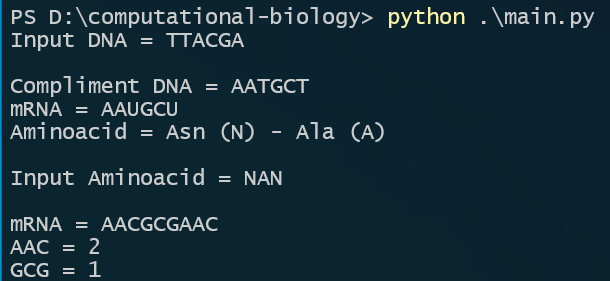 PS D:\computational-biology> python .\main.py
Input DNA = TTACGA
Compliment DNA = AATGCT
mRNA = AAUGCU
Aminoacid = Asn (N) - Ala (A)
Input Aminoacid = NAN
mRNA = AACGCGAAC
AAC = 2
GCG = 1